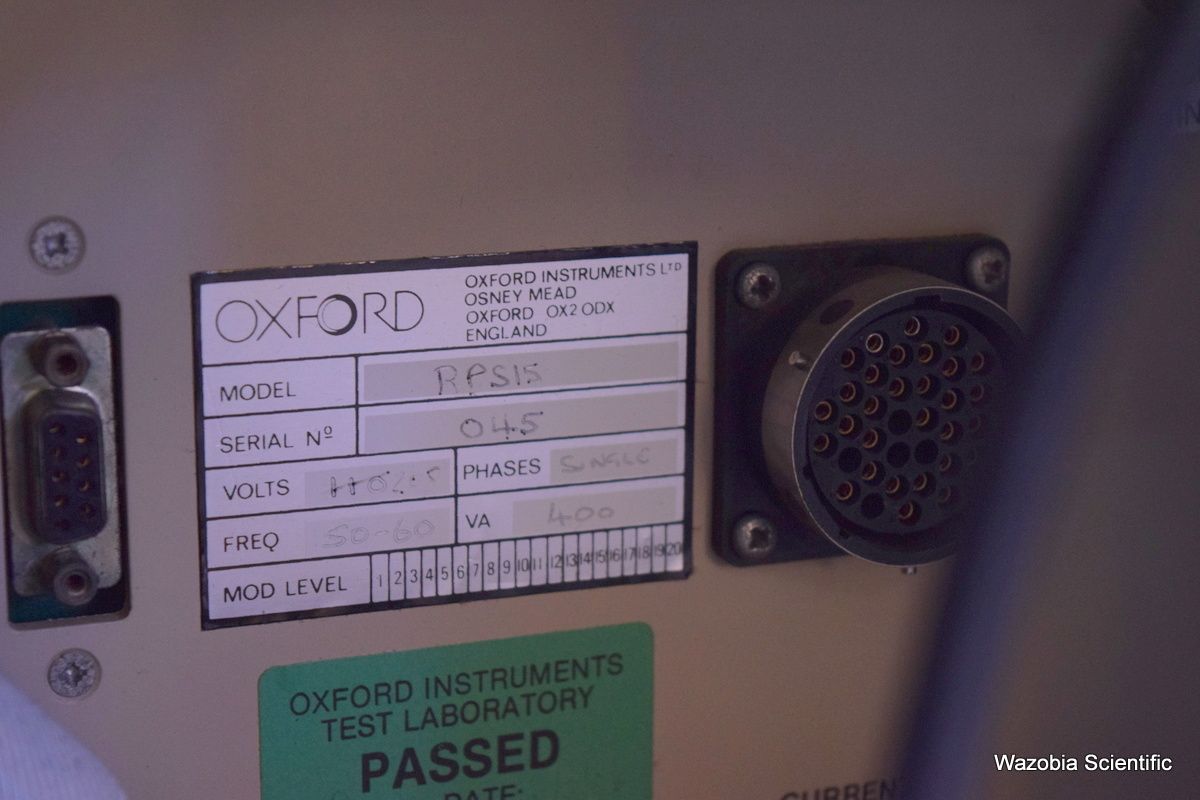 OXFORD
OXFORD INSTRUMENTS LTD
OSNEY MEAD
OXFORD OX2 ODX
ENGLAND
MODEL RPS15
SERIAL Nº 045
VOLTS
PHASES SINGLE
FREQ 50-60
VA 400
MOD LEVEL 1 2 3 4 5 6 7 8 9 10 11 12 13 14 15 16 17 18 19 20
OXFORD INSTRUMENTS
TEST LABORATORY
PASSED
DATE:
CURREN
Wazobia Scientific